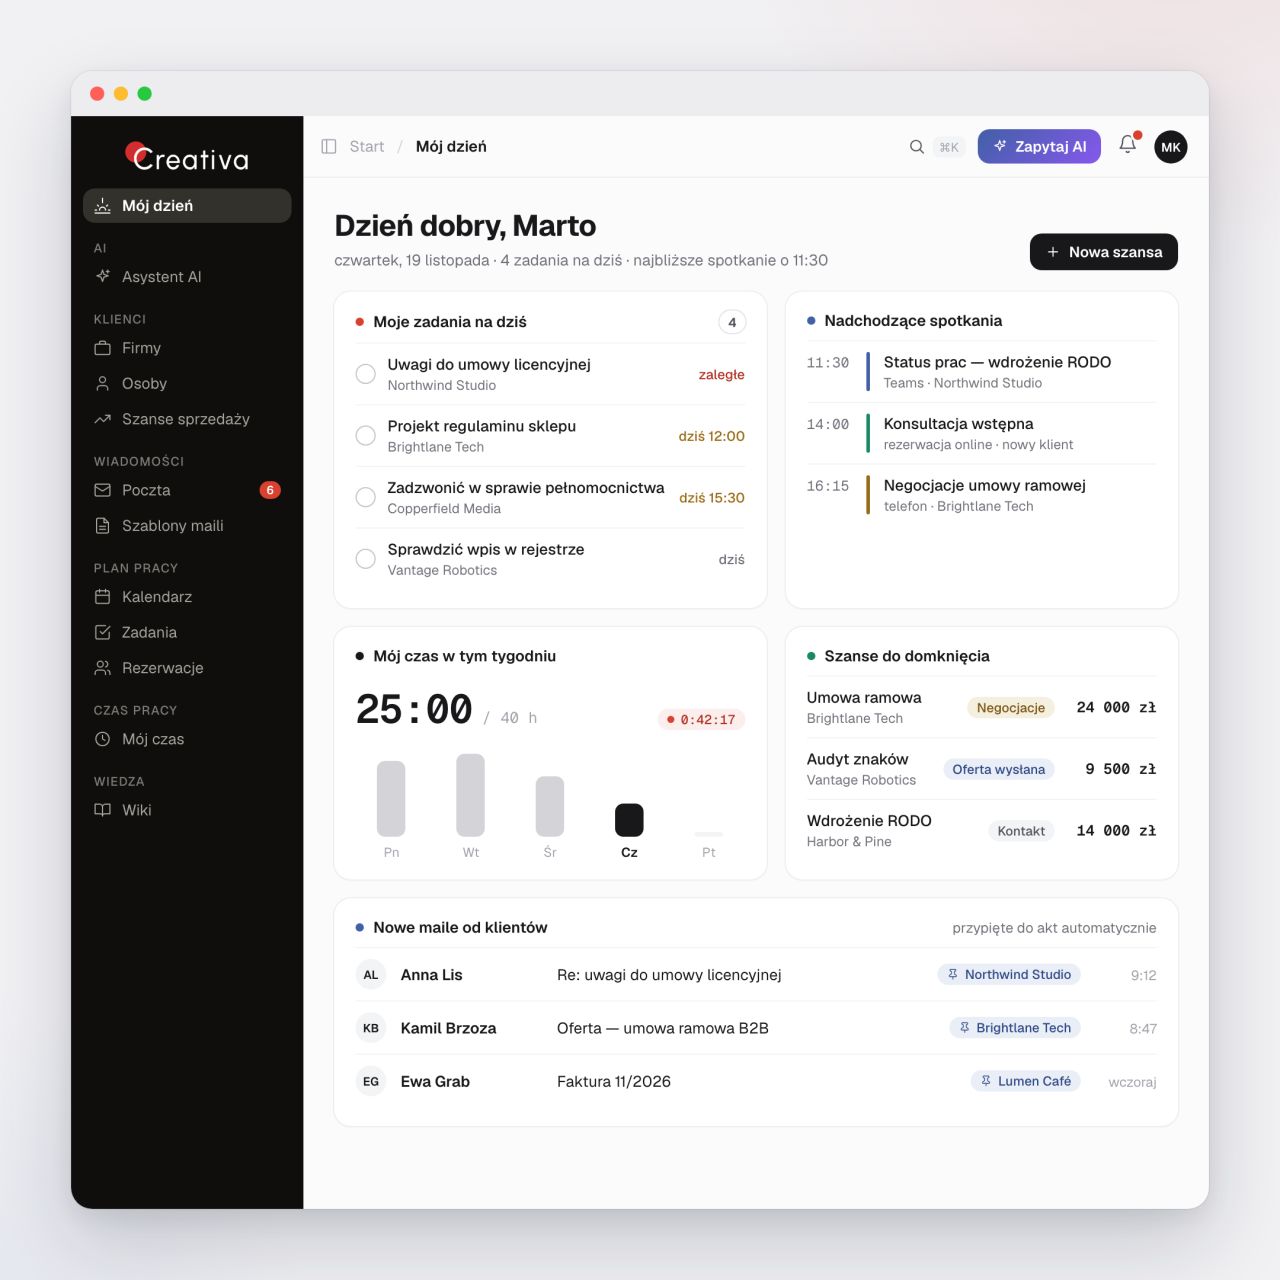 Creativa
Mój dzień
AI
Asystent AI
KLIENCI
Firmy
Osoby
Szanse sprzedaży
WIADOMOŚCI
Poczta 6
Szablony maili
PLAN PRACY
Kalendarz
Zadania
Rezerwacje
CZAS PRACY
Mój czas
WIEDZA
Wiki
Start / Mój dzień
⌘K
Zapytaj AI
MK
Dzień dobry, Marto
czwartek, 19 listopada · 4 zadania na dziś · najbliższe spotkanie o 11:30
+ Nowa szansa
Moje zadania na dziś 4
Uwagi do umowy licencyjnej
Northwind Studio
zaległe
Projekt regulaminu sklepu
Brightlane Tech
dziś 12:00
Zadzwonić w sprawie pełnomocnictwa
Copperfield Media
dziś 15:30
Sprawdzić wpis w rejestrze
Vantage Robotics
dziś
Nadchodzące spotkania
11:30 Status prac — wdrożenie RODO
Teams · Northwind Studio
14:00 Konsultacja wstępna
rezerwacja online · nowy klient
16:15 Negocjacje umowy ramowej
telefon · Brightlane Tech
Mój czas w tym tygodniu
25:00 / 40 h
0:42:17
Pn Wt Śr Cz Pt
Szanse do domknięcia
Umowa ramowa
Brightlane Tech
Negocjacje 24 000 zł
Audyt znaków
Vantage Robotics
Oferta wysłana 9 500 zł
Wdrożenie RODO
Harbor & Pine
Kontakt 14 000 zł
Nowe maile od klientów
przypięte do akt automatycznie
AL Anna Lis Re: uwagi do umowy licencyjnej Northwind Studio 9:12
KB Kamil Brzoza Oferta — umowa ramowa B2B Brightlane Tech 8:47
EG Ewa Grab Faktura 11/2026 Lumen Café wczoraj